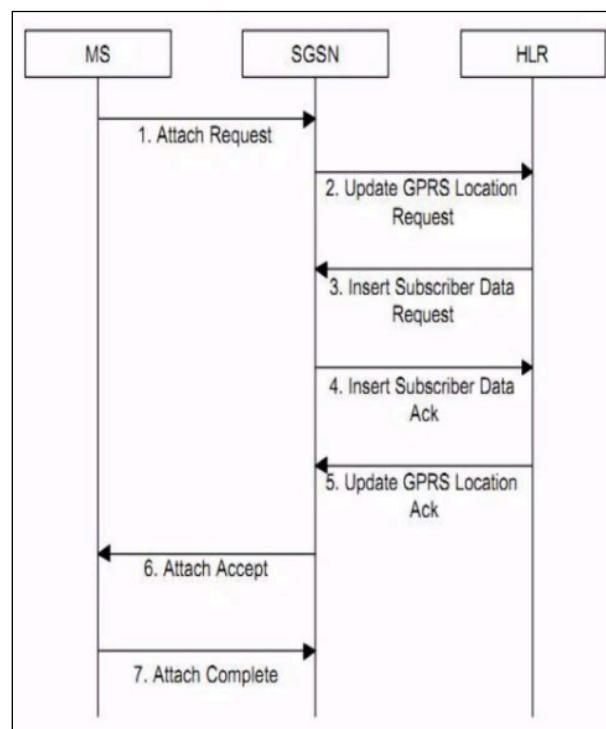 MS
SGSN
HLR
1. Attach Request
2. Update GPRS Location
Request
3. Insert Subscriber Data
Request
4. Insert Subscriber Data
Ack
5. Update GPRS Location
Ack
6. Attach Accept
7. Attach Complete